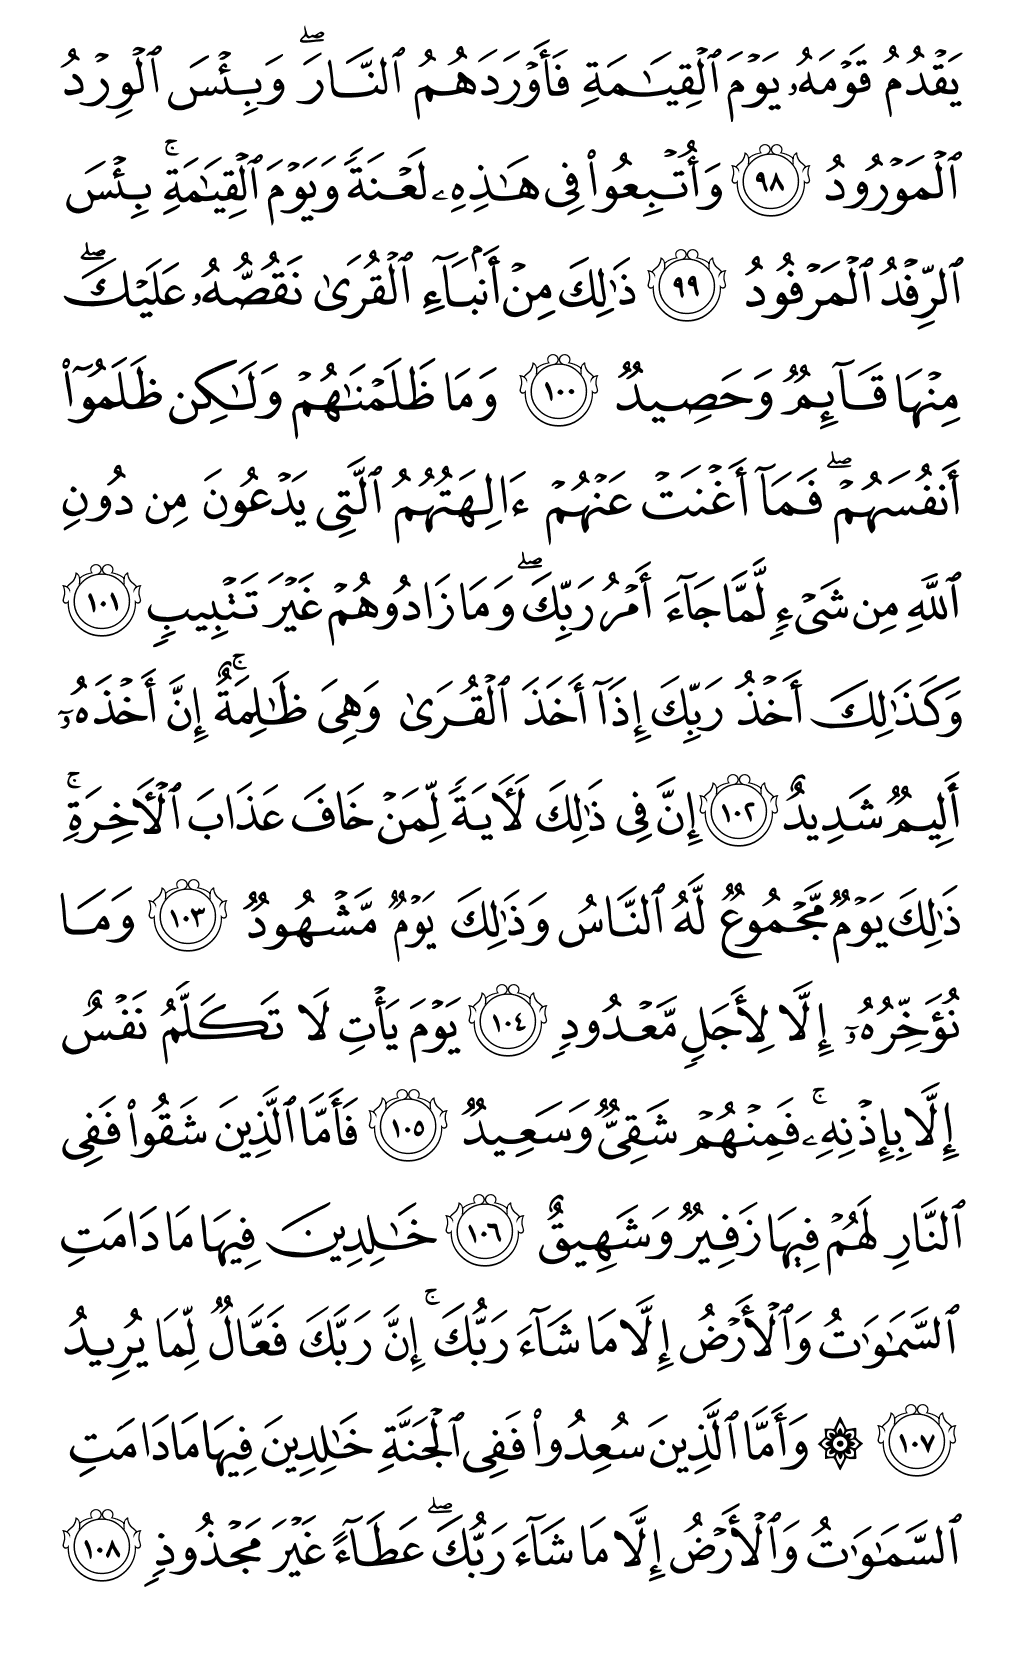 يَقۡدُمُ قَوۡمَهُۥ يَوۡمَ ٱلۡقِيَٰمَةِ فَأَوۡرَدَهُمُ ٱلنَّارَۖ وَبِئۡسَ ٱلۡوِرۡدُ
ٱلۡمَوۡرُودُ ٩٨ وَأُتۡبِعُواْ فِي هَٰذِهِۦ لَعۡنَةٗ وَيَوۡمَ ٱلۡقِيَٰمَةِۚ بِئۡسَ
ٱلرِّفۡدُ ٱلۡمَرۡفُودُ ٩٩ ذَٰلِكَ مِنۡ أَنۢبَآءِ ٱلۡقُرَىٰ نَقُصُّهُۥ عَلَيۡكَۖ
مِنۡهَا قَآئِمٞ وَحَصِيدٞ ١٠٠ وَمَا ظَلَمۡنَٰهُمۡ وَلَٰكِن ظَلَمُوٓاْ
أَنفُسَهُمۡۖ فَمَآ أَغۡنَتۡ عَنۡهُمۡ ءَالِهَتُهُمُ ٱلَّتِي يَدۡعُونَ مِن دُونِ
ٱللَّهِ مِن شَيۡءٖ لَّمَّا جَآءَ أَمۡرُ رَبِّكَۖ وَمَا زَادُوهُمۡ غَيۡرَ تَتۡبِيبٖ ١٠١
وَكَذَٰلِكَ أَخۡذُ رَبِّكَ إِذَآ أَخَذَ ٱلۡقُرَىٰ وَهِيَ ظَٰلِمَةٌۚ إِنَّ أَخۡذَهُۥٓ
أَلِيمٞ شَدِيدٌ ١٠٢ إِنَّ فِي ذَٰلِكَ لَأٓيَةٗ لِّمَنۡ خَافَ عَذَابَ ٱلۡأٓخِرَةِۚ
ذَٰلِكَ يَوۡمٞ مَّجۡمُوعٞ لَّهُ ٱلنَّاسُ وَذَٰلِكَ يَوۡمٞ مَّشۡهُودٞ ١٠٣ وَمَا
نُؤَخِّرُهُۥٓ إِلَّا لِأَجَلٖ مَّعۡدُودٖ ١٠٤ يَوۡمَ يَأۡتِ لَا تَكَلَّمُ نَفۡسٌ
إِلَّا بِإِذۡنِهِۦۚ فَمِنۡهُمۡ شَقِيّٞ وَسَعِيدٞ ١٠٥ فَأَمَّا ٱلَّذِينَ شَقُواْ فَفِي
ٱلنَّارِ لَهُمۡ فِيهَا زَفِيرٞ وَشَهِيقٌ ١٠٦ خَٰلِدِينَ فِيهَا مَا دَامَتِ
ٱلسَّمَٰوَٰتُ وَٱلۡأَرۡضُ إِلَّا مَا شَآءَ رَبُّكَۚ إِنَّ رَبَّكَ فَعَّالٞ لِّمَا يُرِيدُ
١٠٧ ۞ وَأَمَّا ٱلَّذِينَ سُعِدُواْ فَفِي ٱلۡجَنَّةِ خَٰلِدِينَ فِيهَا مَا دَامَتِ
ٱلسَّمَٰوَٰتُ وَٱلۡأَرۡضُ إِلَّا مَا شَآءَ رَبُّكَۖ عَطَآءً غَيۡرَ مَجۡذُوذٖ ١٠٨